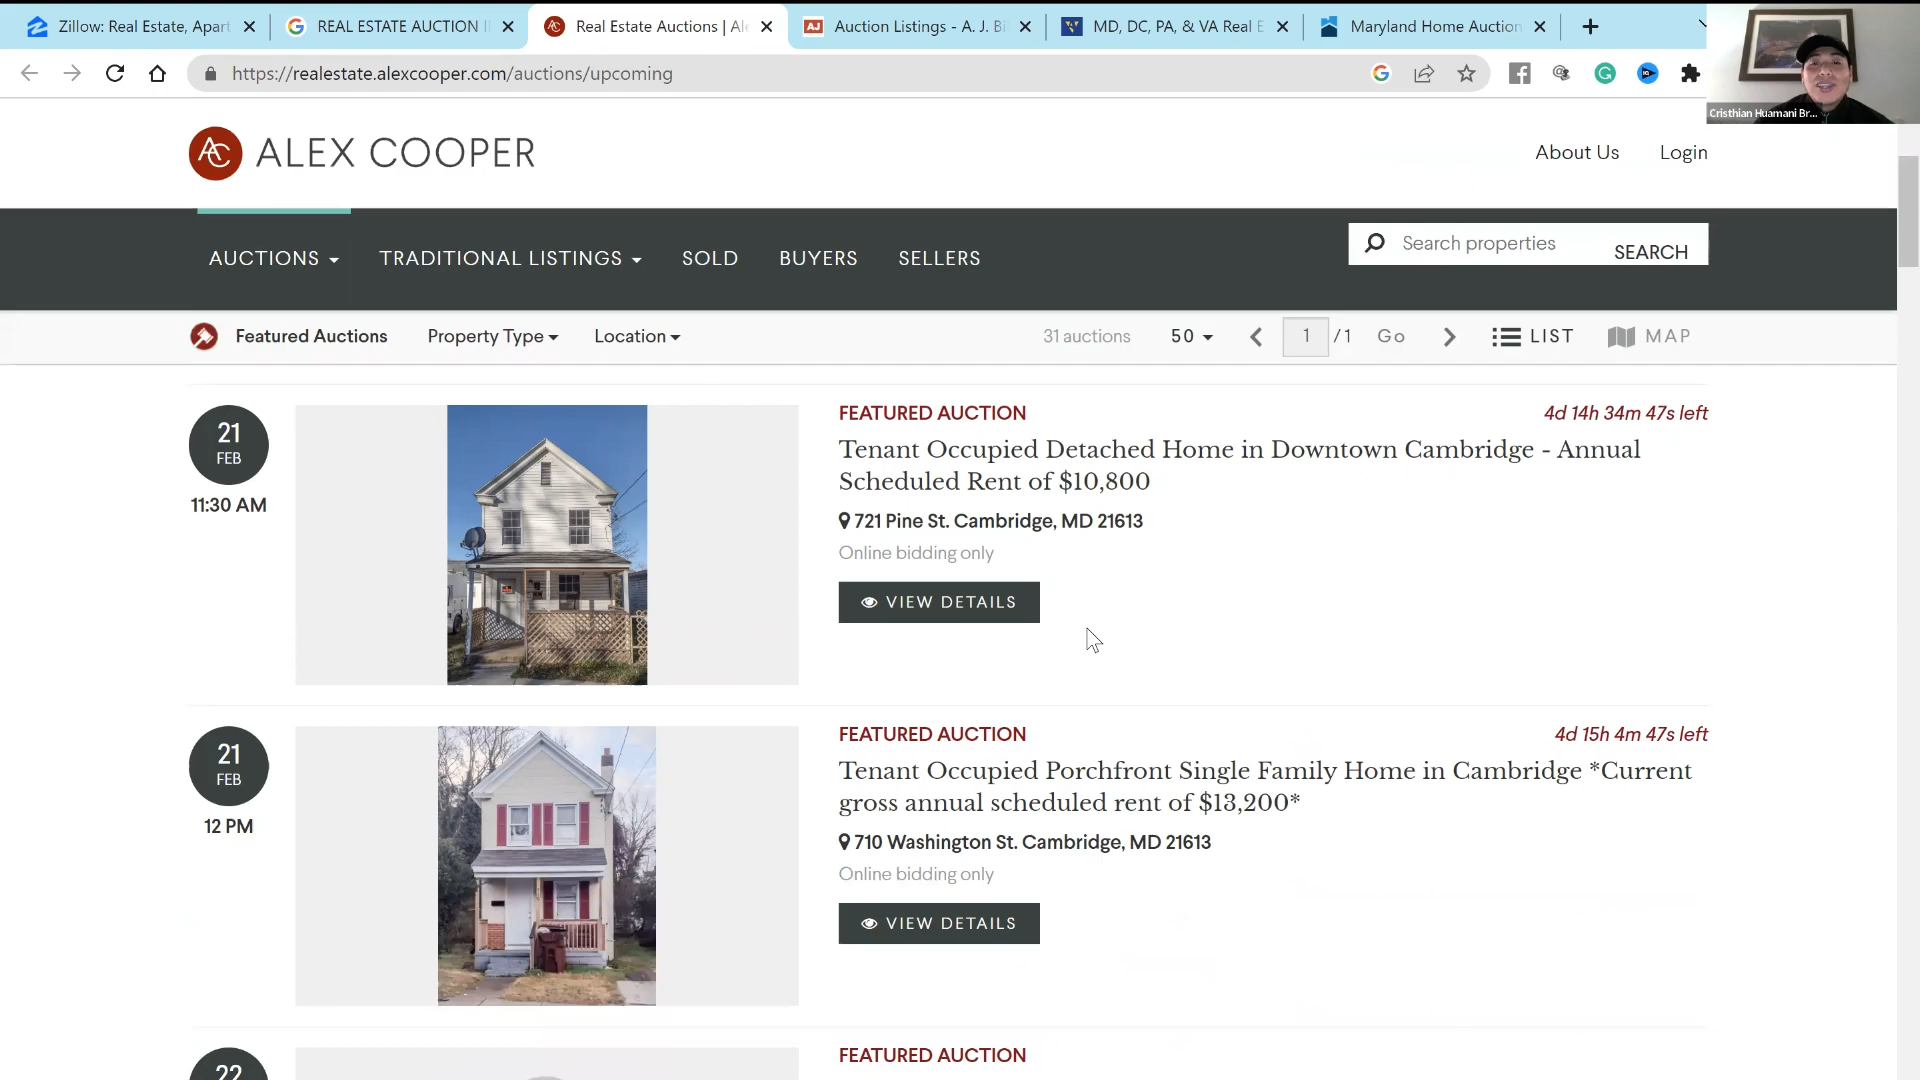 Zillow: Real Estate, Apart
REAL ESTATE AUCTION I
Real Estate Auctions | Al
Auction Listings - A. J. Bi
MD, DC, PA, & VA Real E
Maryland Home Auction
https://realestate.alexcooper.com/auctions/upcoming
Cristhian Huamani Br...
AC ALEX COOPER
About Us
Login
AUCTIONS
TRADITIONAL LISTINGS
SOLD
BUYERS
SELLERS
Search properties
SEARCH
Featured Auctions
Property Type
Location
31 auctions
50
1 / 1
Go
LIST
MAP
21
FEB
11:30 AM
FEATURED AUCTION
4d 14h 34m 47s left
Tenant Occupied Detached Home in Downtown Cambridge - Annual
Scheduled Rent of $10,800
721 Pine St. Cambridge, MD 21613
Online bidding only
VIEW DETAILS
21
FEB
12 PM
FEATURED AUCTION
4d 15h 4m 47s left
Tenant Occupied Porchfront Single Family Home in Cambridge *Current
gross annual scheduled rent of $13,200*
710 Washington St. Cambridge, MD 21613
Online bidding only
VIEW DETAILS
22
FEATURED AUCTION